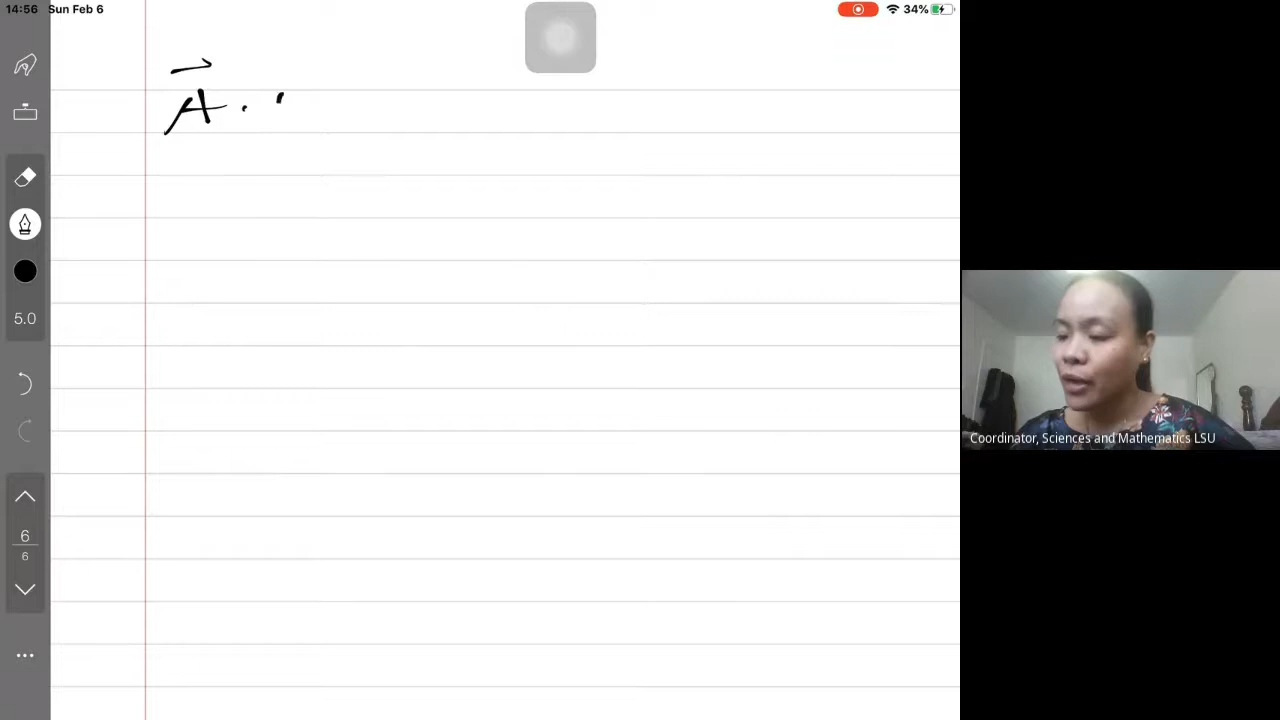 14:56 Sun Feb 6
34%
A⃗ ·
5.0
6
6
Coordinator, Sciences and Mathematics LSU